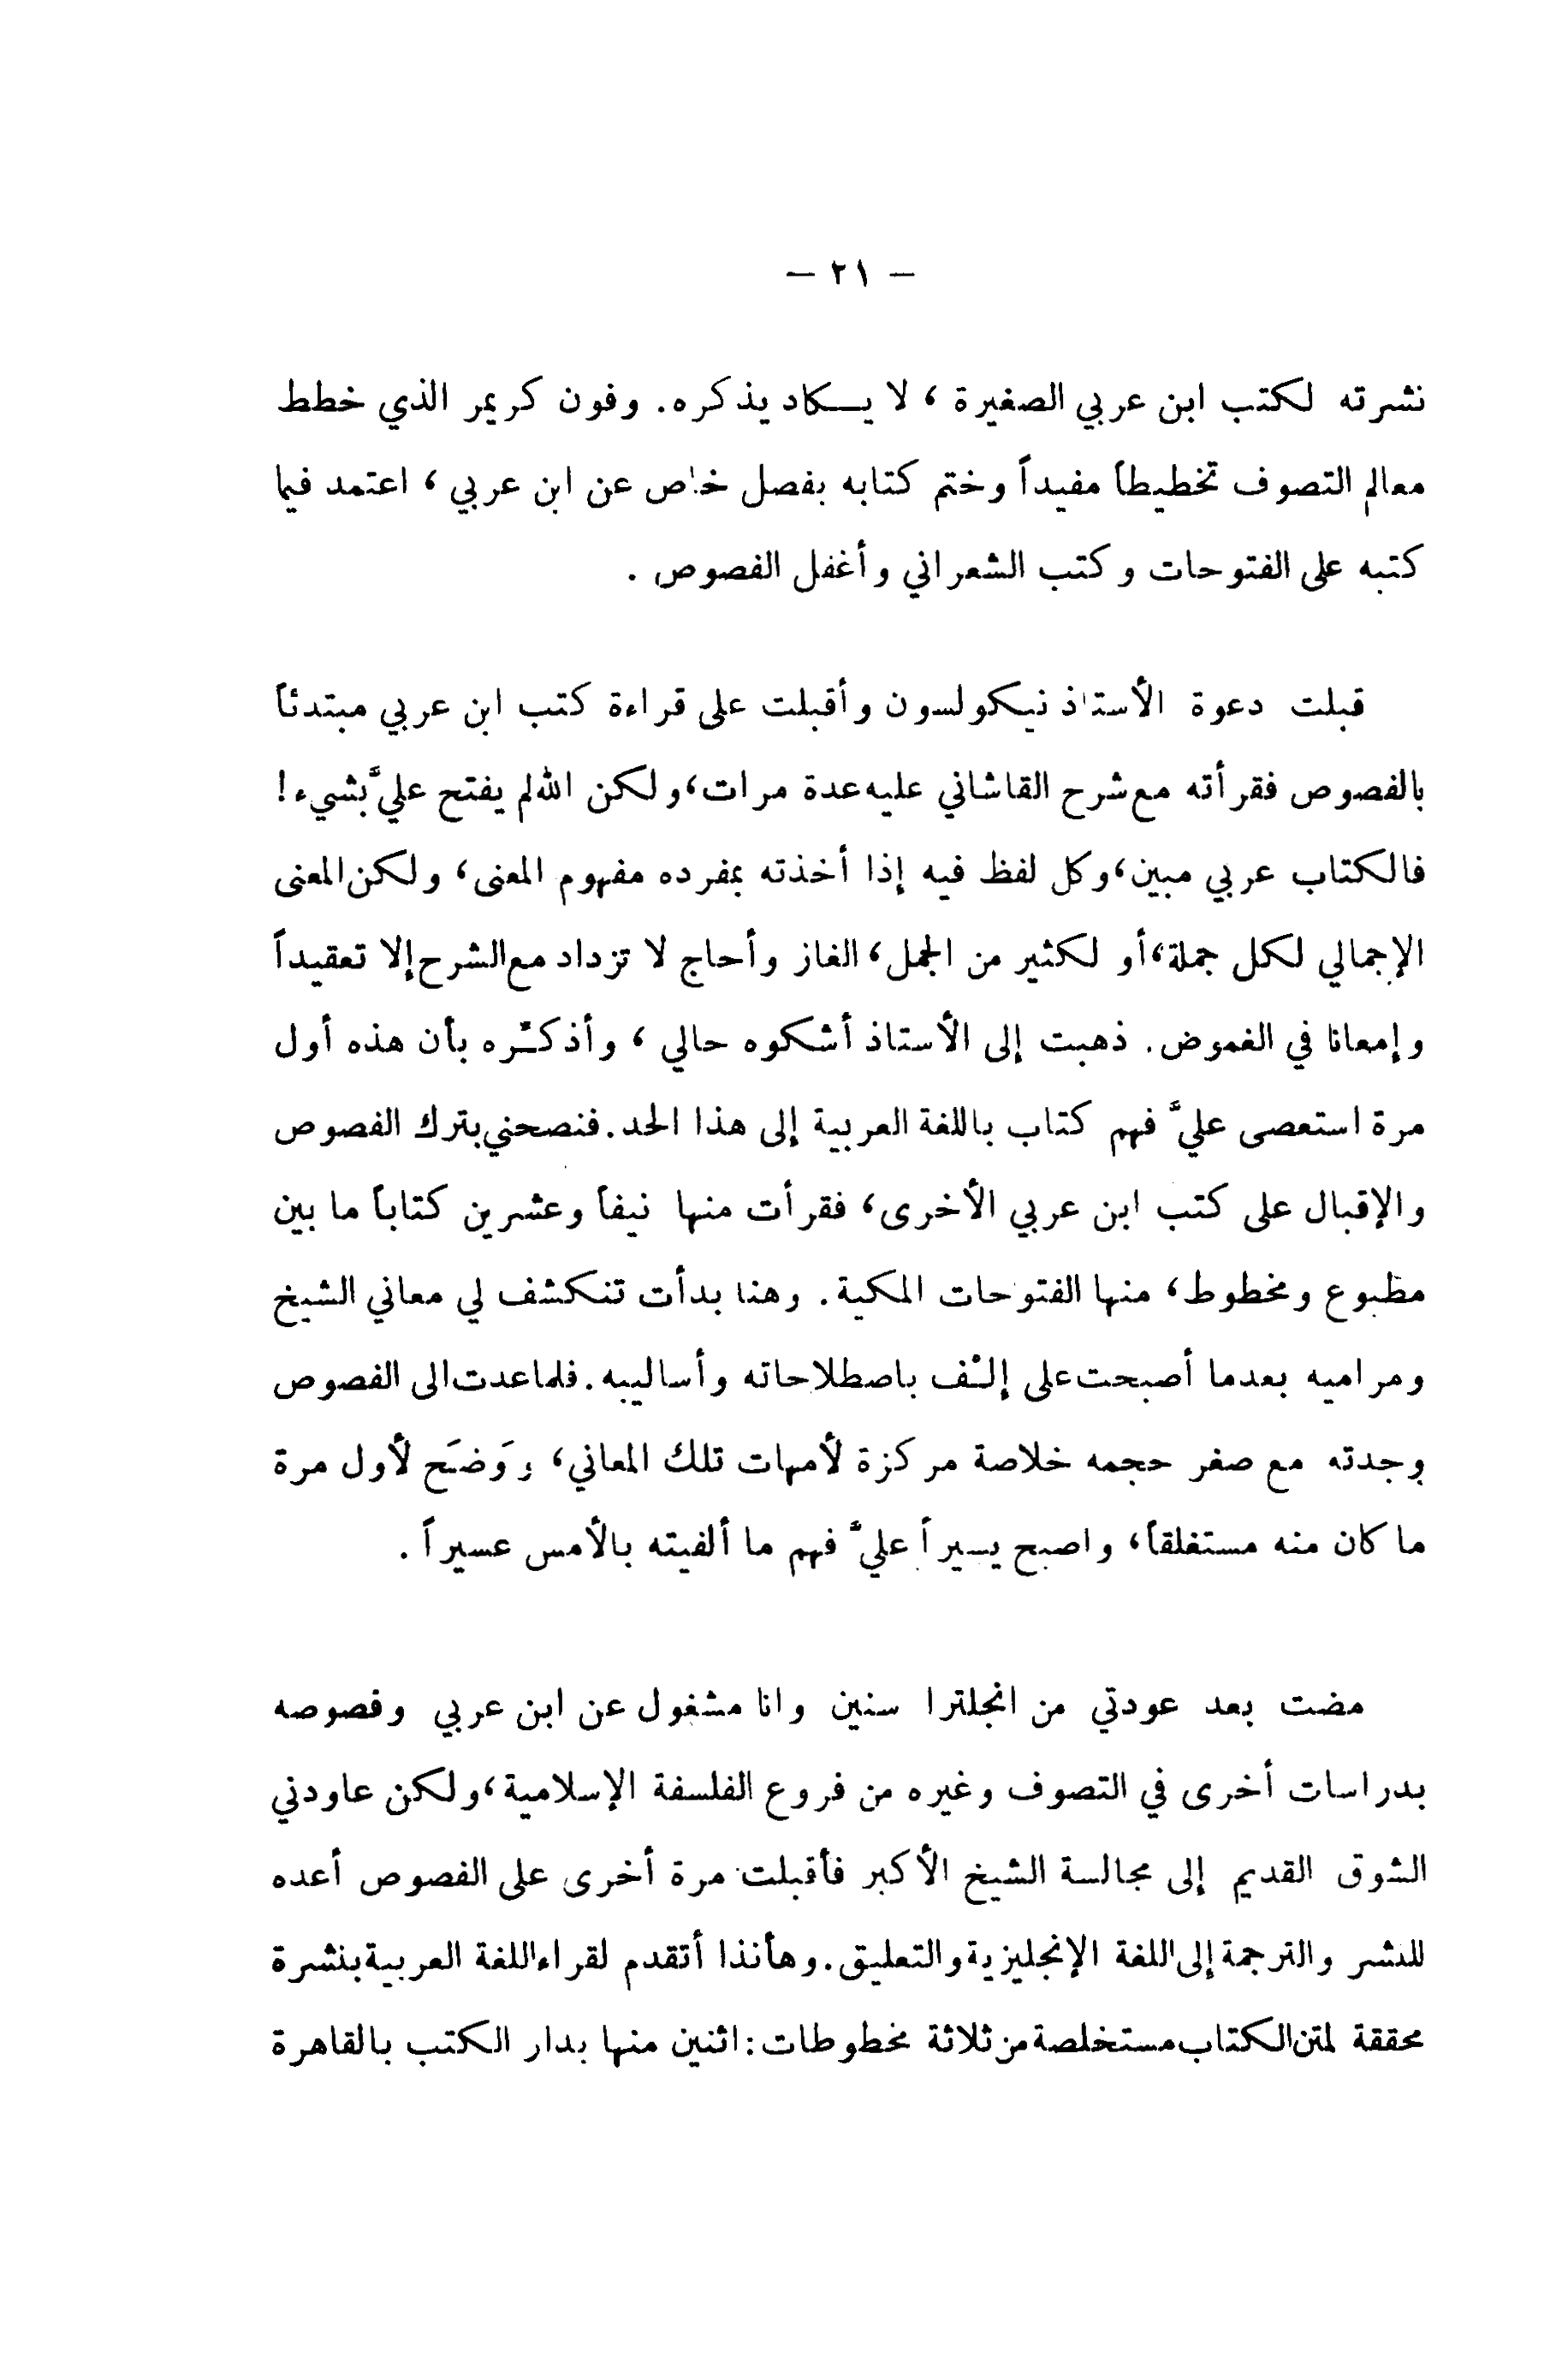 – ٢١ –
نشرته لكتب ابن عربي الصغيرة ، لا يكاد يذكره. وفون كريمر الذي خطط
معالم التصوف تخطيطاً مفيداً وختم كتابه بفصل خاص عن ابن عربي ، اعتمد فيما
كتبه على الفتوحات وكتب الشعراني وأغفل الفصوص .
قبلت دعوة الأستاذ نيكولسون وأقبلت على قراءة كتب ابن عربي مبتدئاً
بالفصوص فقرأته مع شرح القاشاني عليه عدة مرات، ولكن الله لم يفتح عليَّ بشيء!
فالكتاب عربي مبين، وكل لفظ فيه إذا أخذته بمفرده مفهوم المعنى، ولكن المعنى
الإجمالي لكل جملة، أو لكثير من الجمل، الغاز وأحاج لا تزداد مع الشرح إلا تعقيداً
وإمعانا في الغموض. ذهبت إلى الأستاذ أشكوه حالي ، وأذكّره بأن هذه أول
مرة استعصى عليَّ فهم كتاب باللغة العربية إلى هذا الحد. فنصحني بترك الفصوص
والإقبال على كتب ابن عربي الأخرى، فقرأت منها نيفاً وعشرين كتاباً ما بين
مطبوع ومخطوط، منها الفتوحات المكية. وهنا بدأت تنكشف لي معاني الشيخ
ومراميه بعدما أصبحت على إلْف باصطلاحاته وأساليبه. فلما عدت الى الفصوص
وجدته مع صغر حجمه خلاصة مركزة لأمهات تلك المعاني، ووَضَح لأول مرة
ما كان منه مستغلقاً، واصبح يسيراً عليَّ فهم ما ألفيته بالأمس عسيراً .
مضت بعد عودتي من انجلترا سنين وانا مشغول عن ابن عربي وفصوصه
بدراسات أخرى في التصوف وغيره من فروع الفلسفة الإسلامية، ولكن عاودني
الشوق القديم إلى مجالسة الشيخ الأكبر فأقبلت مرة أخرى على الفصوص أعده
للنشر والترجمة إلى اللغة الإنجليزية والتعليق. وهأنذا أتقدم لقراء اللغة العربية بنشرة
محققة لمتن الكتاب مستخلصة من ثلاثة مخطوطات: اثنين منها بدار الكتب بالقاهرة